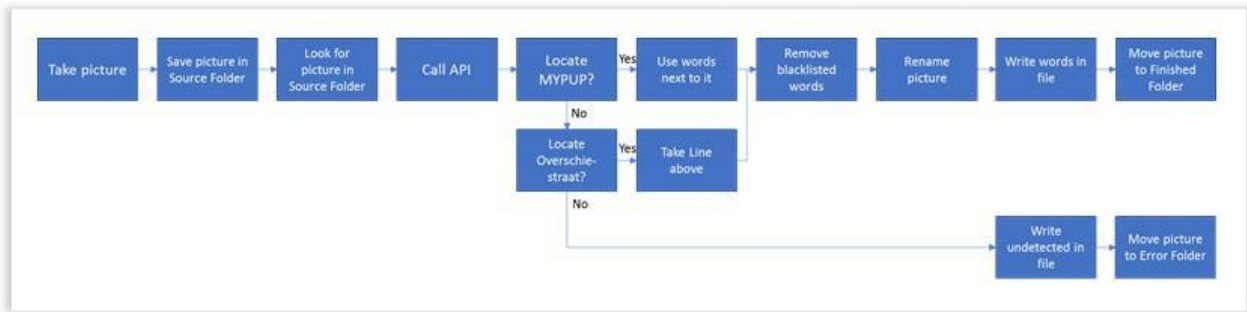 Take picture
Save picture in
Source Folder
Look for
picture in
Source Folder
Call API
Locate
MYPUP?
Yes
Use words
next to it
Remove
blacklisted
words
Rename
picture
Write words in
file
Move picture
to Finished
Folder
No
Locate
Overschie-
straat?
Yes
Take Line
above
No
Write
undetected in
file
Move picture
to Error Folder